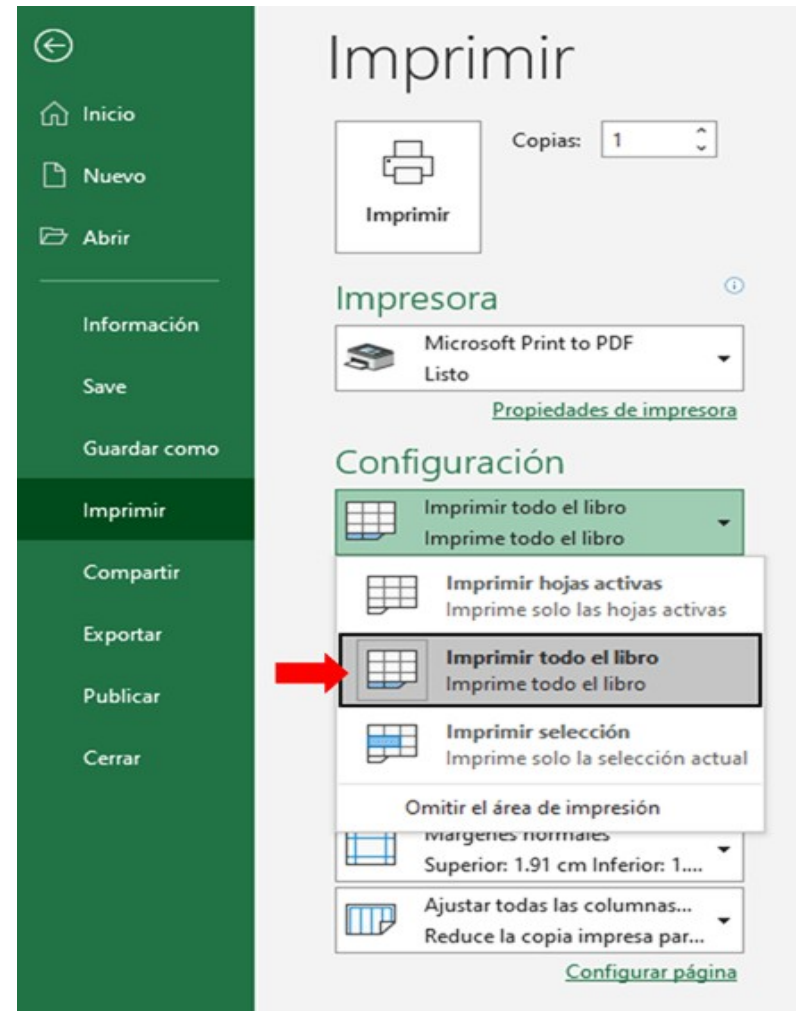 Inicio
Nuevo
Abrir
Información
Save
Guardar como
Imprimir
Compartir
Exportar
Publicar
Cerrar
Imprimir
Imprimir
Copias: 1
Impresora
Microsoft Print to PDF
Listo
Propiedades de impresora
Configuración
Imprimir todo el libro
Imprime todo el libro
Imprimir hojas activas
Imprime solo las hojas activas
Imprimir todo el libro
Imprime todo el libro
Imprimir selección
Imprime solo la selección actual
Omitir el área de impresión
Márgenes normales
Superior: 1.91 cm Inferior: 1....
Ajustar todas las columnas...
Reduce la copia impresa par...
Configurar página